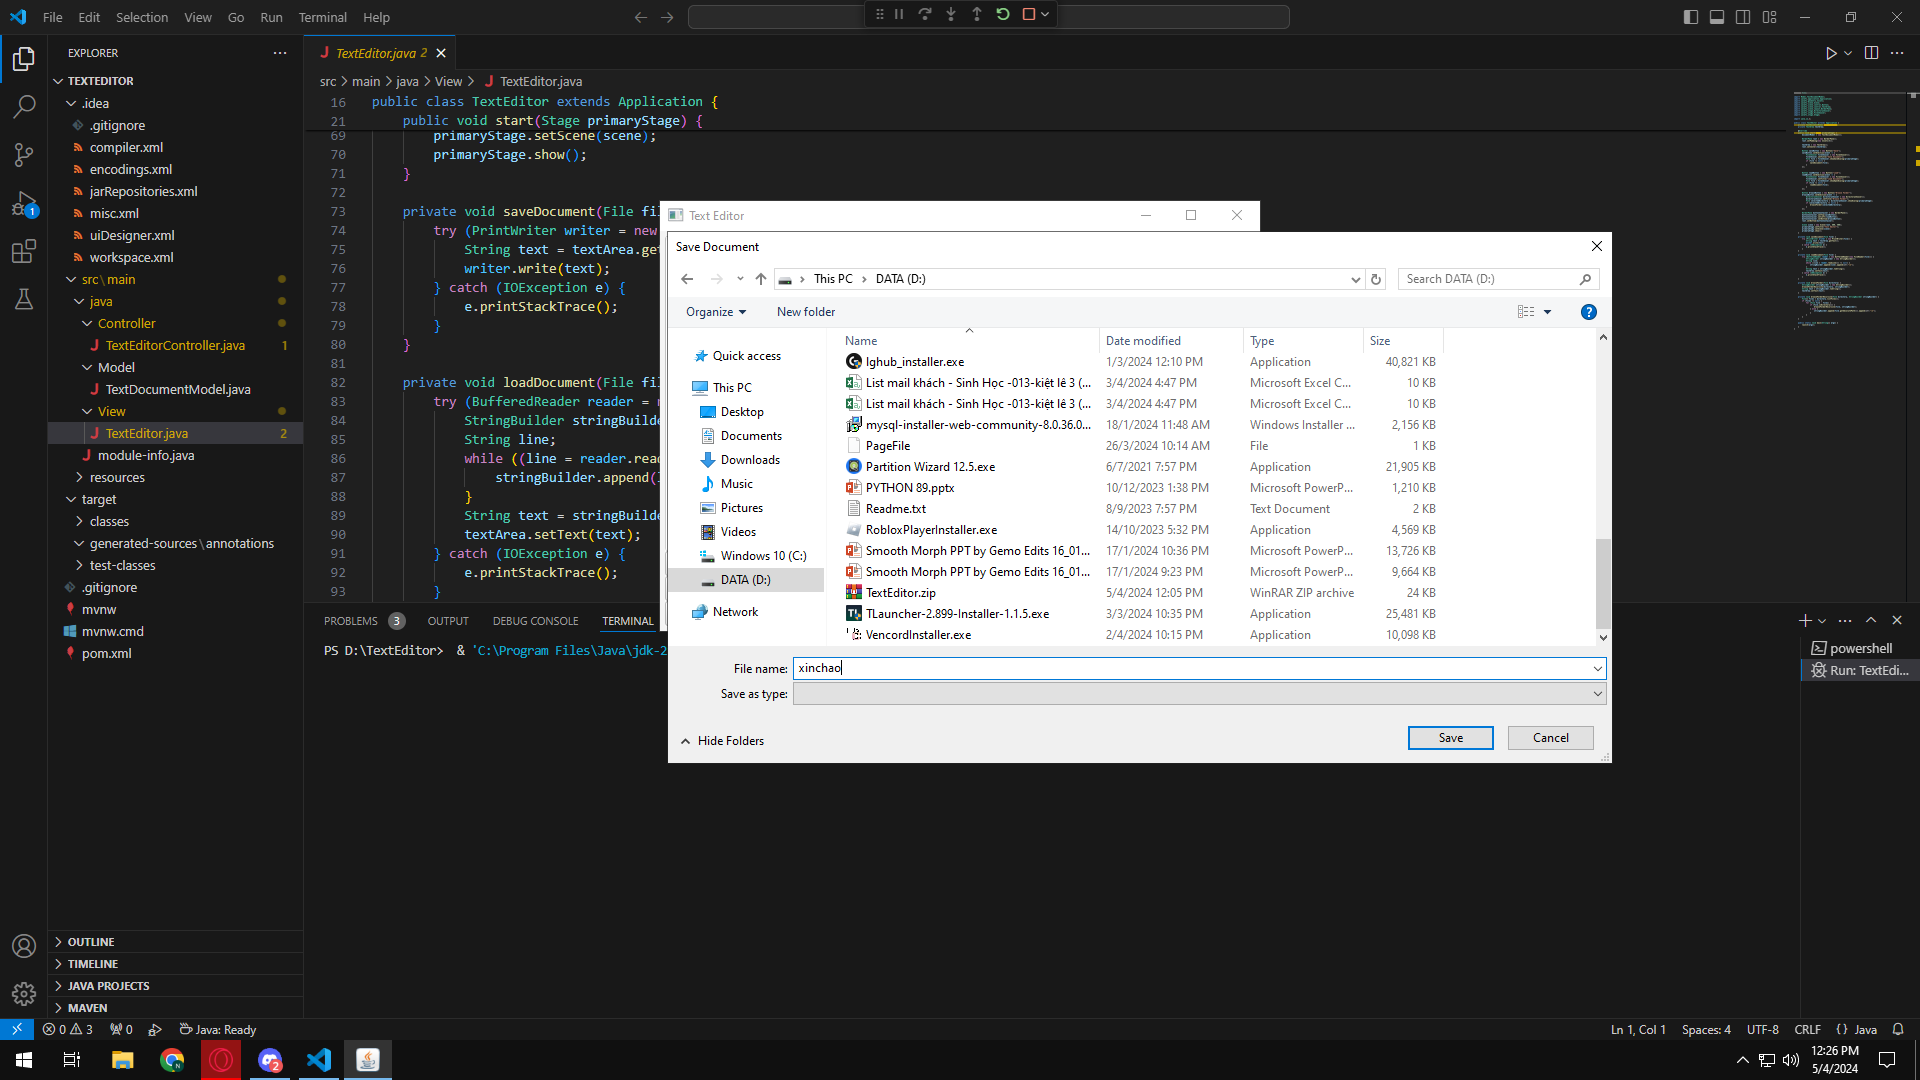 File Edit Selection View Go Run Terminal Help
EXPLORER
TEXTEDITOR
.idea
.gitignore
compiler.xml
encodings.xml
jarRepositories.xml
misc.xml
uiDesigner.xml
workspace.xml
src\main
java
Controller
TextEditorController.java 1
Model
TextDocumentModel.java
View
TextEditor.java 2
module-info.java
resources
target
classes
generated-sources\annotations
test-classes
.gitignore
mvnw
mvnw.cmd
pom.xml
OUTLINE
TIMELINE
JAVA PROJECTS
MAVEN
1
TextEditor.java 2
src > main > java > View > TextEditor.java
16 public class TextEditor extends Application {
21 public void start(Stage primaryStage) {
69 primaryStage.setScene(scene);
70 primaryStage.show();
71 }
72
73 private void saveDocument(File fi
74 try (PrintWriter writer = new
75 String text = textArea.ge
76 writer.write(text);
77 } catch (IOException e) {
78 e.printStackTrace();
79 }
80 }
81
82 private void loadDocument(File fi
83 try (BufferedReader reader =
84 StringBuilder stringBuild
85 String line;
86 while ((line = reader.rea
87 stringBuilder.append(
88 }
89 String text = stringBuild
90 textArea.setText(text);
91 } catch (IOException e) {
92 e.printStackTrace();
93 }
PROBLEMS 3 OUTPUT DEBUG CONSOLE TERMINAL
PS D:\TextEditor> & 'C:\Program Files\Java\jdk-2
powershell
Run: TextEdi...
Text Editor
Save Document
This PC > DATA (D:)
Search DATA (D:)
Organize New folder
Quick access
This PC
Desktop
Documents
Downloads
Music
Pictures
Videos
Windows 10 (C:)
DATA (D:)
Network
Name Date modified Type Size
lghub_installer.exe 1/3/2024 12:10 PM Application 40,821 KB
List mail khách - Sinh Học -013-kiệt lê 3 (... 3/4/2024 4:47 PM Microsoft Excel C... 10 KB
List mail khách - Sinh Học -013-kiệt lê 3 (... 3/4/2024 4:47 PM Microsoft Excel C... 10 KB
mysql-installer-web-community-8.0.36.0... 18/1/2024 11:48 AM Windows Installer ... 2,156 KB
PageFile 26/3/2024 10:14 AM File 1 KB
Partition Wizard 12.5.exe 6/7/2021 7:57 PM Application 21,905 KB
PYTHON 89.pptx 10/12/2023 1:38 PM Microsoft PowerP... 1,210 KB
Readme.txt 8/9/2023 7:57 PM Text Document 2 KB
RobloxPlayerInstaller.exe 14/10/2023 5:32 PM Application 4,569 KB
Smooth Morph PPT by Gemo Edits 16_01... 17/1/2024 10:36 PM Microsoft PowerP... 13,726 KB
Smooth Morph PPT by Gemo Edits 16_01... 17/1/2024 9:23 PM Microsoft PowerP... 9,664 KB
TextEditor.zip 5/4/2024 12:05 PM WinRAR ZIP archive 24 KB
TLauncher-2.899-Installer-1.1.5.exe 3/3/2024 10:35 PM Application 25,481 KB
VencordInstaller.exe 2/4/2024 10:15 PM Application 10,098 KB
File name: xinchao
Save as type:
Hide Folders
Save Cancel
0 3 0 Java: Ready
Ln 1, Col 1 Spaces: 4 UTF-8 CRLF {} Java
12:26 PM
5/4/2024